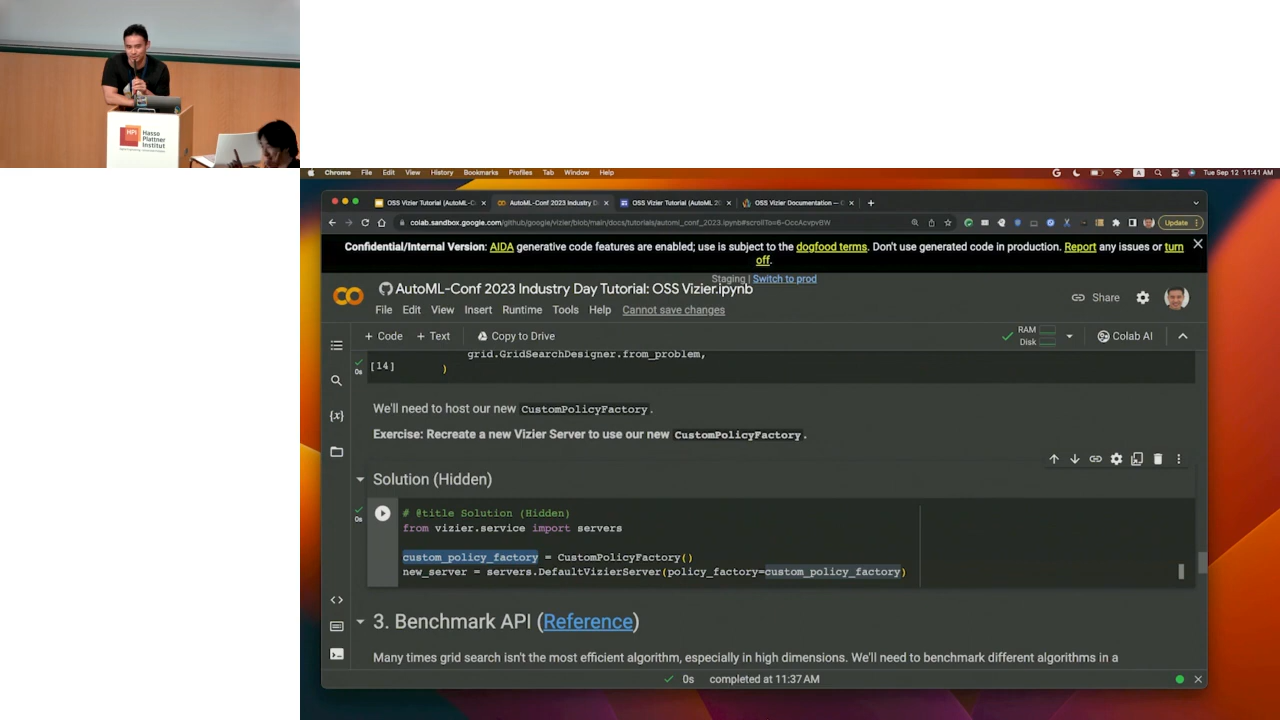 HPI
Hasso
Plattner
Institut
Chrome File Edit View History Bookmarks Profiles Tab Window Help
Tue Sep 12 11:41 AM
OSS Vizier Tutorial (AutoML-C
AutoML-Conf 2023 Industry D
OSS Vizier Tutorial (AutoML 20
OSS Vizier Documentation —
colab.sandbox.google.com/github/google/vizier/blob/main/docs/tutorials/automl_conf_2023.ipynb#scrollTo=6-OccAcvpvBW
Update
Confidential/Internal Version: AIDA generative code features are enabled; use is subject to the dogfood terms. Don't use generated code in production. Report any issues or turn
off.
Staging | Switch to prod
AutoML-Conf 2023 Industry Day Tutorial: OSS Vizier.ipynb
File Edit View Insert Runtime Tools Help Cannot save changes
Share
+ Code + Text Copy to Drive
RAM
Disk
Colab AI
grid.GridSearchDesigner.from_problem,
0s [14] )
We'll need to host our new CustomPolicyFactory.
Exercise: Recreate a new Vizier Server to use our new CustomPolicyFactory.
Solution (Hidden)
0s
# @title Solution (Hidden)
from vizier.service import servers
custom_policy_factory = CustomPolicyFactory()
new_server = servers.DefaultVizierServer(policy_factory=custom_policy_factory)
3. Benchmark API (Reference)
Many times grid search isn't the most efficient algorithm, especially in high dimensions. We'll need to benchmark different algorithms in a
0s completed at 11:37 AM